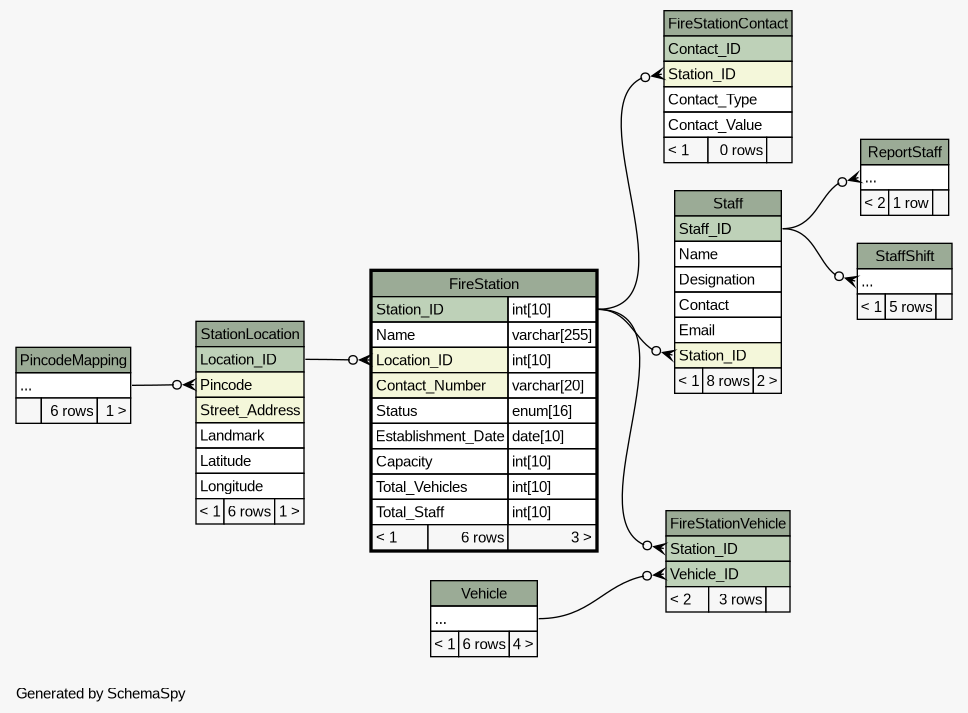 FireStationContact
Contact_ID
Station_ID
Contact_Type
Contact_Value
< 1 0 rows
ReportStaff
...
< 2 1 row
Staff
Staff_ID
Name
Designation
Contact
Email
Station_ID
< 1 8 rows 2 >
StaffShift
...
< 1 5 rows
FireStation
Station_ID int[10]
Name varchar[255]
Location_ID int[10]
Contact_Number varchar[20]
Status enum[16]
Establishment_Date date[10]
Capacity int[10]
Total_Vehicles int[10]
Total_Staff int[10]
< 1 6 rows 3 >
StationLocation
Location_ID
Pincode
Street_Address
Landmark
Latitude
Longitude
< 1 6 rows 1 >
PincodeMapping
...
6 rows 1 >
FireStationVehicle
Station_ID
Vehicle_ID
< 2 3 rows
Vehicle
...
< 1 6 rows 4 >
Generated by SchemaSpy